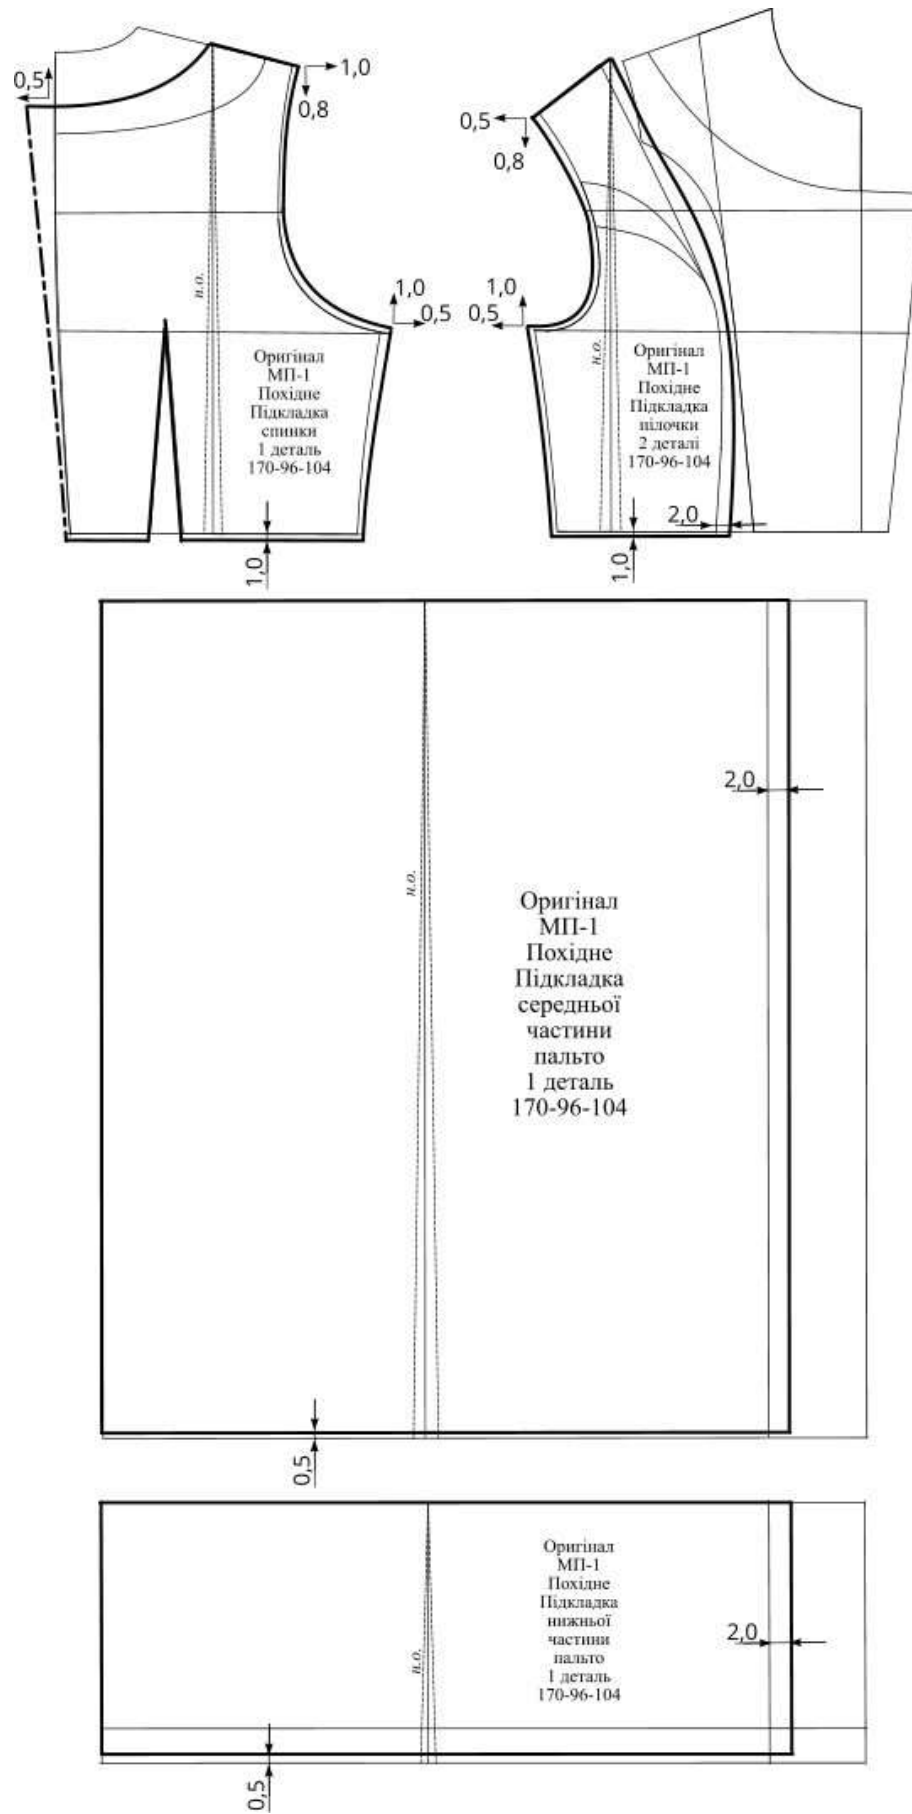 0,5
1,0
0,8
н.о.
1,0
0,5
Оригінал
МП-1
Похідне
Підкладка
спинки
1 деталь
170-96-104
1,0
0,5
0,8
1,0
0,5
н.о.
Оригінал
МП-1
Похідне
Підкладка
пілочки
2 деталі
170-96-104
2,0
1,0
2,0
н.о.
Оригінал
МП-1
Похідне
Підкладка
середньої
частини
пальто
1 деталь
170-96-104
0,5
Оригінал
МП-1
Похідне
Підкладка
нижньої
частини
пальто
1 деталь
170-96-104
н.о.
2,0
0,5